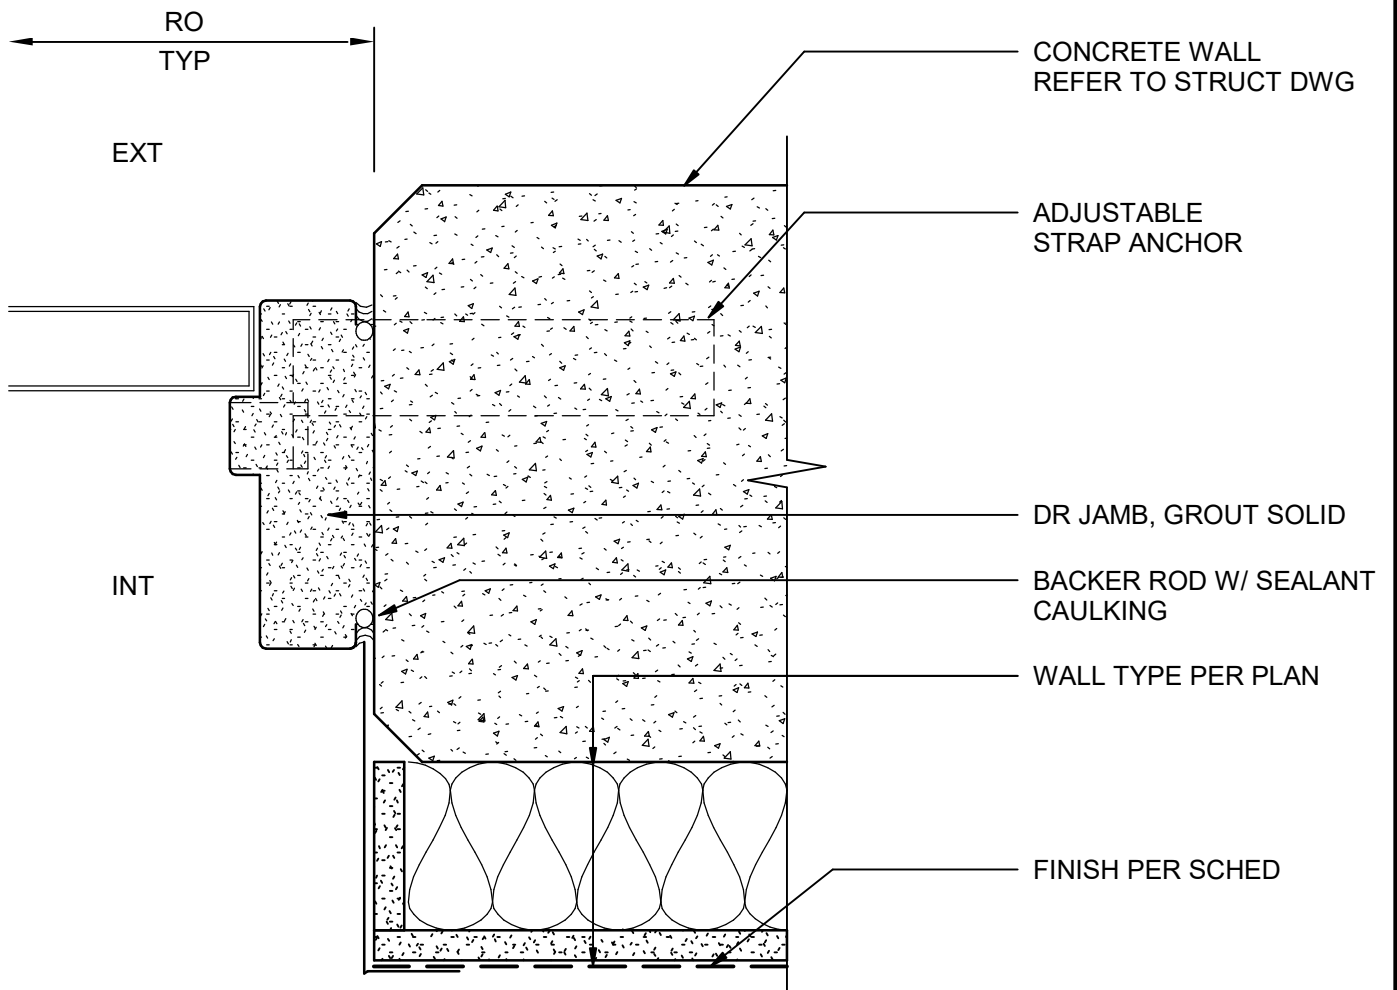 RO
TYP
EXT
INT
CONCRETE WALL
REFER TO STRUCT DWG
ADJUSTABLE
STRAP ANCHOR
DR JAMB, GROUT SOLID
BACKER ROD W/ SEALANT
CAULKING
WALL TYPE PER PLAN
FINISH PER SCHED